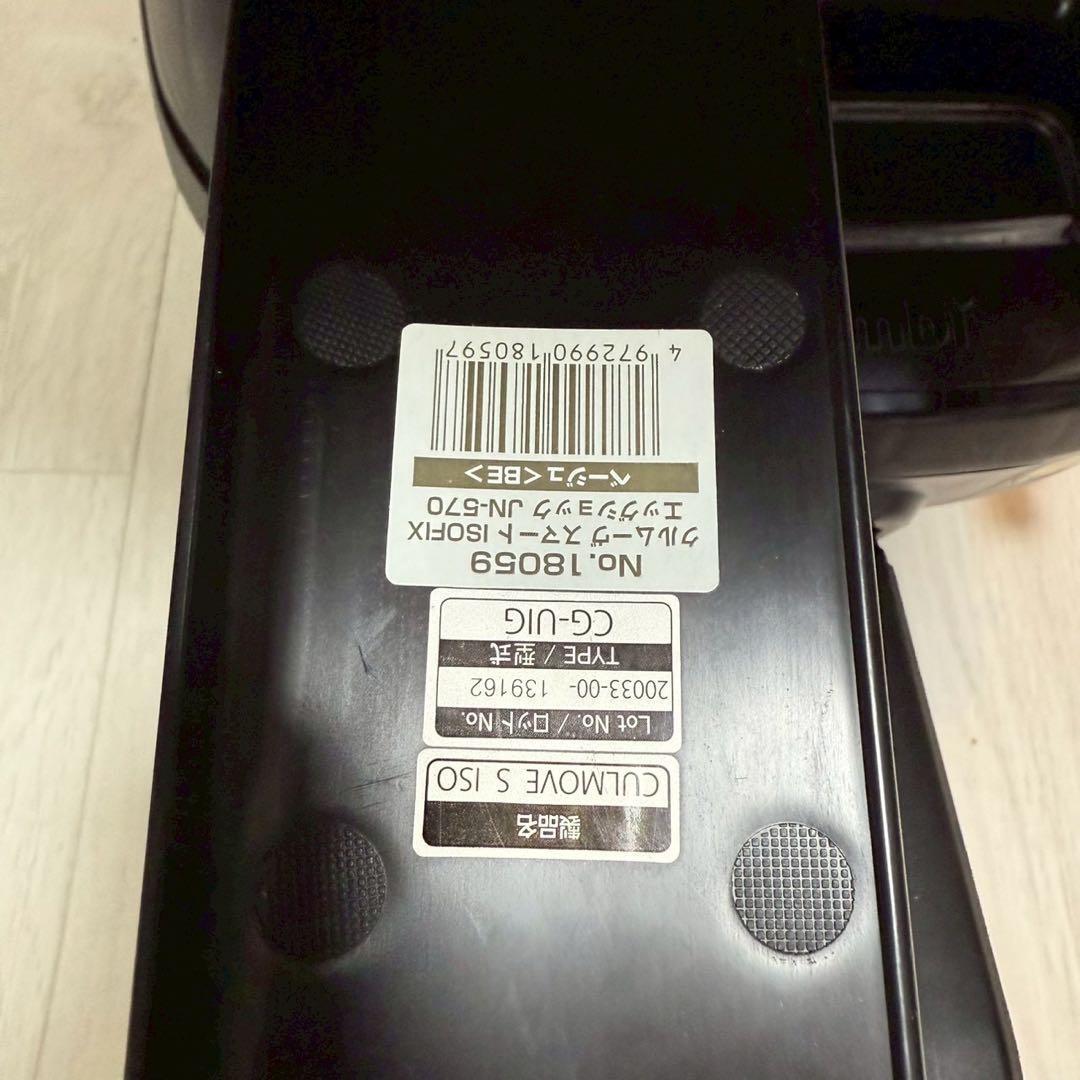 製品名
CULMOVE S ISO
Lot No. / ロット No.
20033-00- 139162
TYPE / 型式
CG-UIG
No.18059
クルムーヴ スマート ISOFIX
エッグショック JN-570
ベージュ<BE>
4 972990 180597